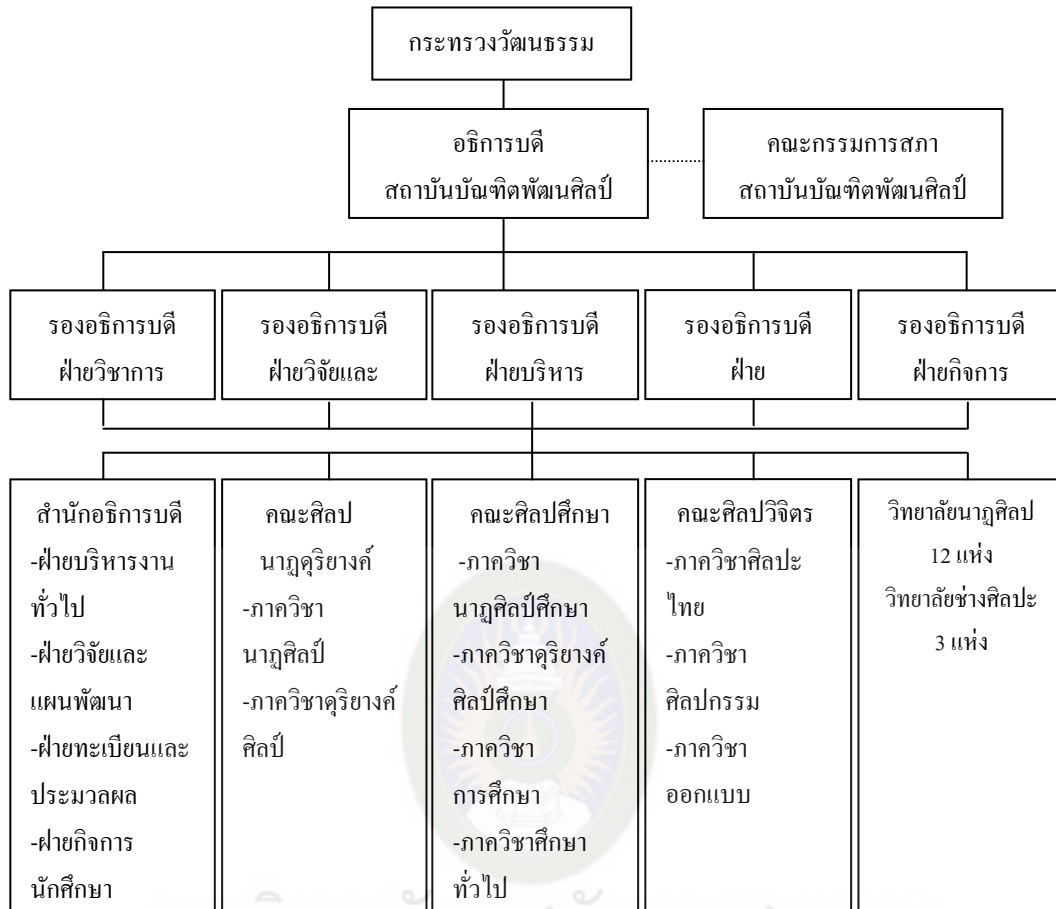 กระทรวงวัฒนธรรม
อธิการบดี
สถาบันบัณฑิตพัฒนศิลป์
คณะกรรมการสภา
สถาบันบัณฑิตพัฒนศิลป์
รองอธิการบดี
ฝ่ายวิชาการ
รองอธิการบดี
ฝ่ายวิจัยและ
รองอธิการบดี
ฝ่ายบริหาร
รองอธิการบดี
ฝ่าย
รองอธิการบดี
ฝ่ายกิจการ
สำนักอธิการบดี
-ฝ่ายบริหารงาน
ทั่วไป
-ฝ่ายวิจัยและ
แผนพัฒนา
-ฝ่ายทะเบียนและ
ประมวลผล
-ฝายกิจการ
นักศึกษา
คณะศิลป
นาฏดุริยางค์
-ภาควิชา
นาฏศิลป์
-ภาควิชาดุริยางค์
ศิลป์
คณะศิลปศึกษา
-ภาควิชา
นาฏศิลป์ศึกษา
-ภาควิชาดุริยางค์
ศิลป์ศึกษา
-ภาควิชา
การศึกษา
-ภาควิชาศึกษา
ทั่วไป
คณะศิลปวิจิตร
-ภาควิชาศิลปะ
ไทย
-ภาควิชา
ศิลปกรรม
-ภาควิชา
ออกแบบ
วิทยาลัยนาฏศิลป
12 แห่ง
วิทยาลัยช่างศิลปะ
3 แห่ง